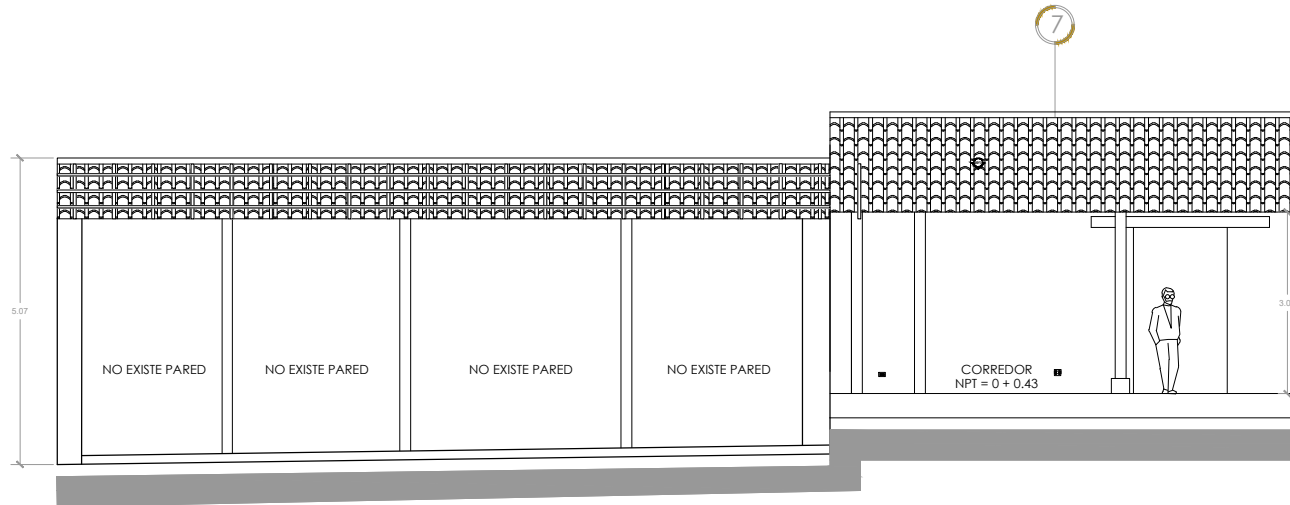 7
5.07
NO EXISTE PARED
NO EXISTE PARED
NO EXISTE PARED
NO EXISTE PARED
CORREDOR
NPT = 0 + 0.43